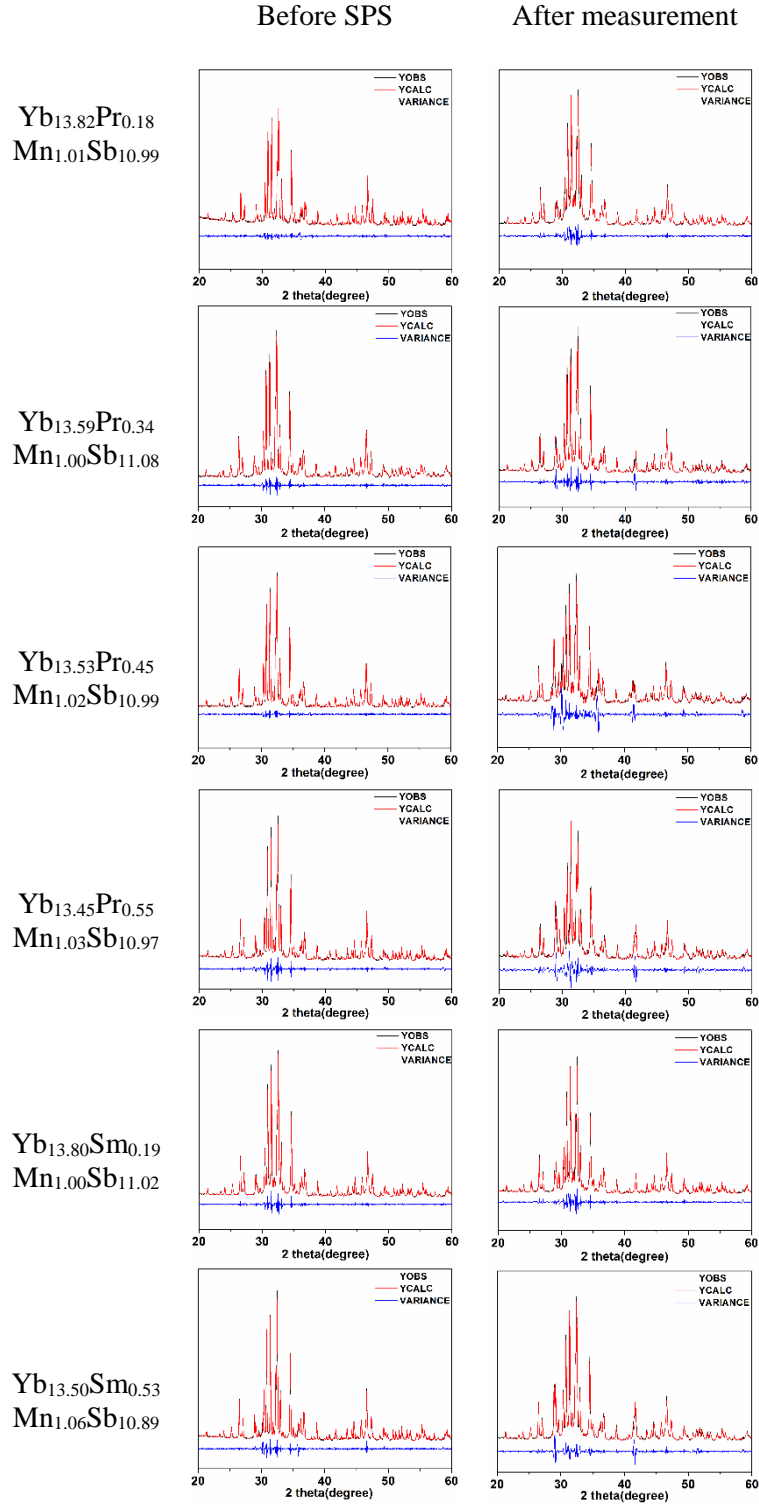 Before SPS After measurement
Yb13.82Pr0.18
Mn1.01Sb10.99
YOBS
YCALC
VARIANCE
20 30 40 50 60
2 theta(degree)
YOBS
YCALC
VARIANCE
20 30 40 50 60
2 theta(degree)
Yb13.59Pr0.34
Mn1.00Sb11.08
YOBS
YCALC
VARIANCE
20 30 40 50 60
2 theta(degree)
YOBS
YCALC
VARIANCE
20 30 40 50 60
2 theta(degree)
Yb13.53Pr0.45
Mn1.02Sb10.99
YOBS
YCALC
VARIANCE
20 30 40 50 60
2 theta(degree)
YOBS
YCALC
VARIANCE
20 30 40 50 60
2 theta(degree)
Yb13.45Pr0.55
Mn1.03Sb10.97
YOBS
YCALC
VARIANCE
20 30 40 50 60
2 theta(degree)
YOBS
YCALC
VARIANCE
20 30 40 50 60
2 theta(degree)
Yb13.80Sm0.19
Mn1.00Sb11.02
YOBS
YCALC
VARIANCE
20 30 40 50 60
2 theta(degree)
YOBS
YCALC
VARIANCE
20 30 40 50 60
2 theta(degree)
Yb13.50Sm0.53
Mn1.06Sb10.89
YOBS
YCALC
VARIANCE
20 30 40 50 60
2 theta(degree)
YOBS
YCALC
VARIANCE
20 30 40 50 60
2 theta(degree)